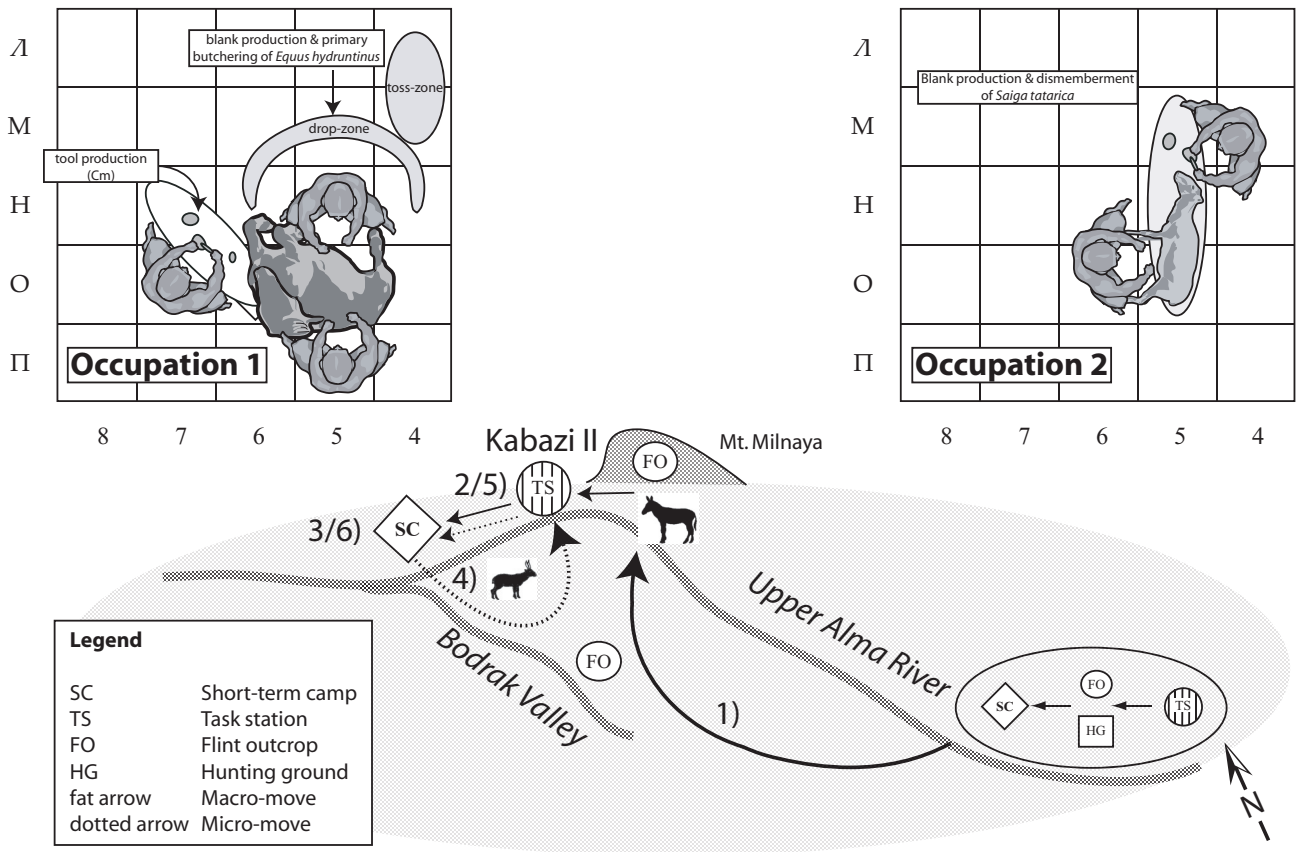 blank production & primary
butchering of Equus hydruntinus
toss-zone
drop-zone
tool production
(Cm)
Л
М
Н
О
П
Occupation 1
8 7 6 5 4
Blank production & dismemberment
of Saiga tatarica
Л
М
Н
О
П
Occupation 2
8 7 6 5 4
Kabazi II
Mt. Milnaya
FO
TS
2/5)
SC
3/6)
4)
FO
Bodrak Valley
Upper Alma River
1)
SC
FO
HG
TS
N
Legend
SC Short-term camp
TS Task station
FO Flint outcrop
HG Hunting ground
fat arrow Macro-move
dotted arrow Micro-move